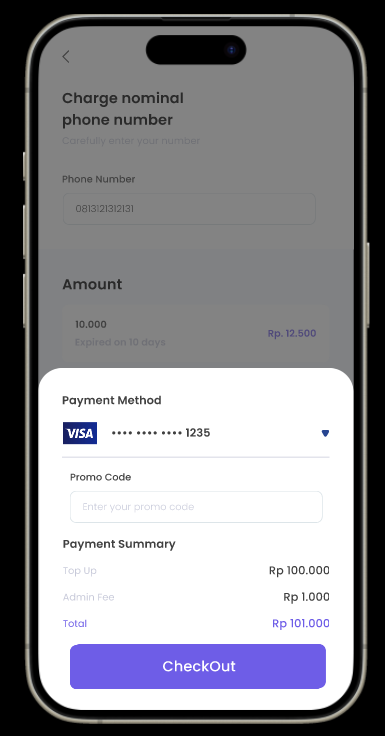 Charge nominal
phone number
Carefully enter your number
Phone Number
0813121312131
Amount
10.000
Expired on 10 days
Rp. 12.500
Payment Method
VISA •••• •••• •••• 1235
Promo Code
Enter your promo code
Payment Summary
Top Up Rp 100.000
Admin Fee Rp 1.000
Total Rp 101.000
CheckOut